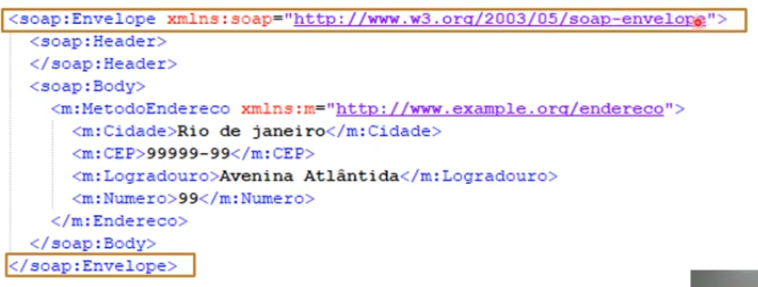 <soap:Envelope xmlns:soap="http://www.w3.org/2003/05/soap-envelope">
<soap:Header>
</soap:Header>
<soap:Body>
<m:MetodoEndereco xmlns:m="http://www.example.org/endereco">
<m:Cidade>Rio de janeiro</m:Cidade>
<m:CEP>99999-99</m:CEP>
<m:Logradouro>Avenina Atlântida</m:Logradouro>
<m:Numero>99</m:Numero>
</m:Endereco>
</soap:Body>
</soap:Envelope>